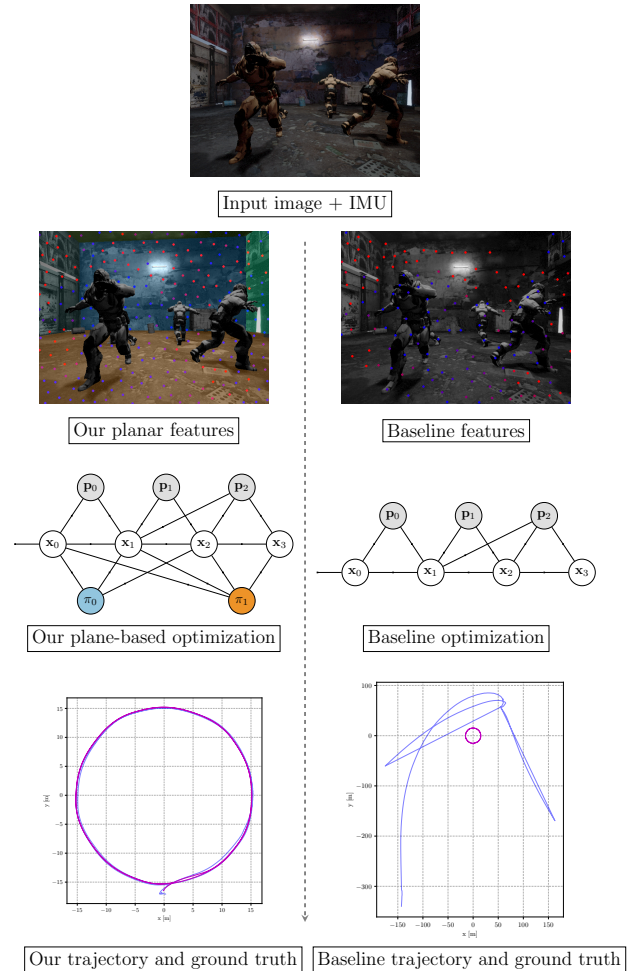 Input image + IMU
Our planar features
Baseline features
p0 p1 p2
x0 x1 x2 x3
π0 π1
Our plane-based optimization
p0 p1 p2
x0 x1 x2 x3
Baseline optimization
15
10
5
0
−5
−10
−15
y [m]
−15 −10 −5 0 5 10 15
x [m]
Our trajectory and ground truth
100
0
−100
−200
−300
y [m]
−150 −100 −50 0 50 100 150
x [m]
Baseline trajectory and ground truth